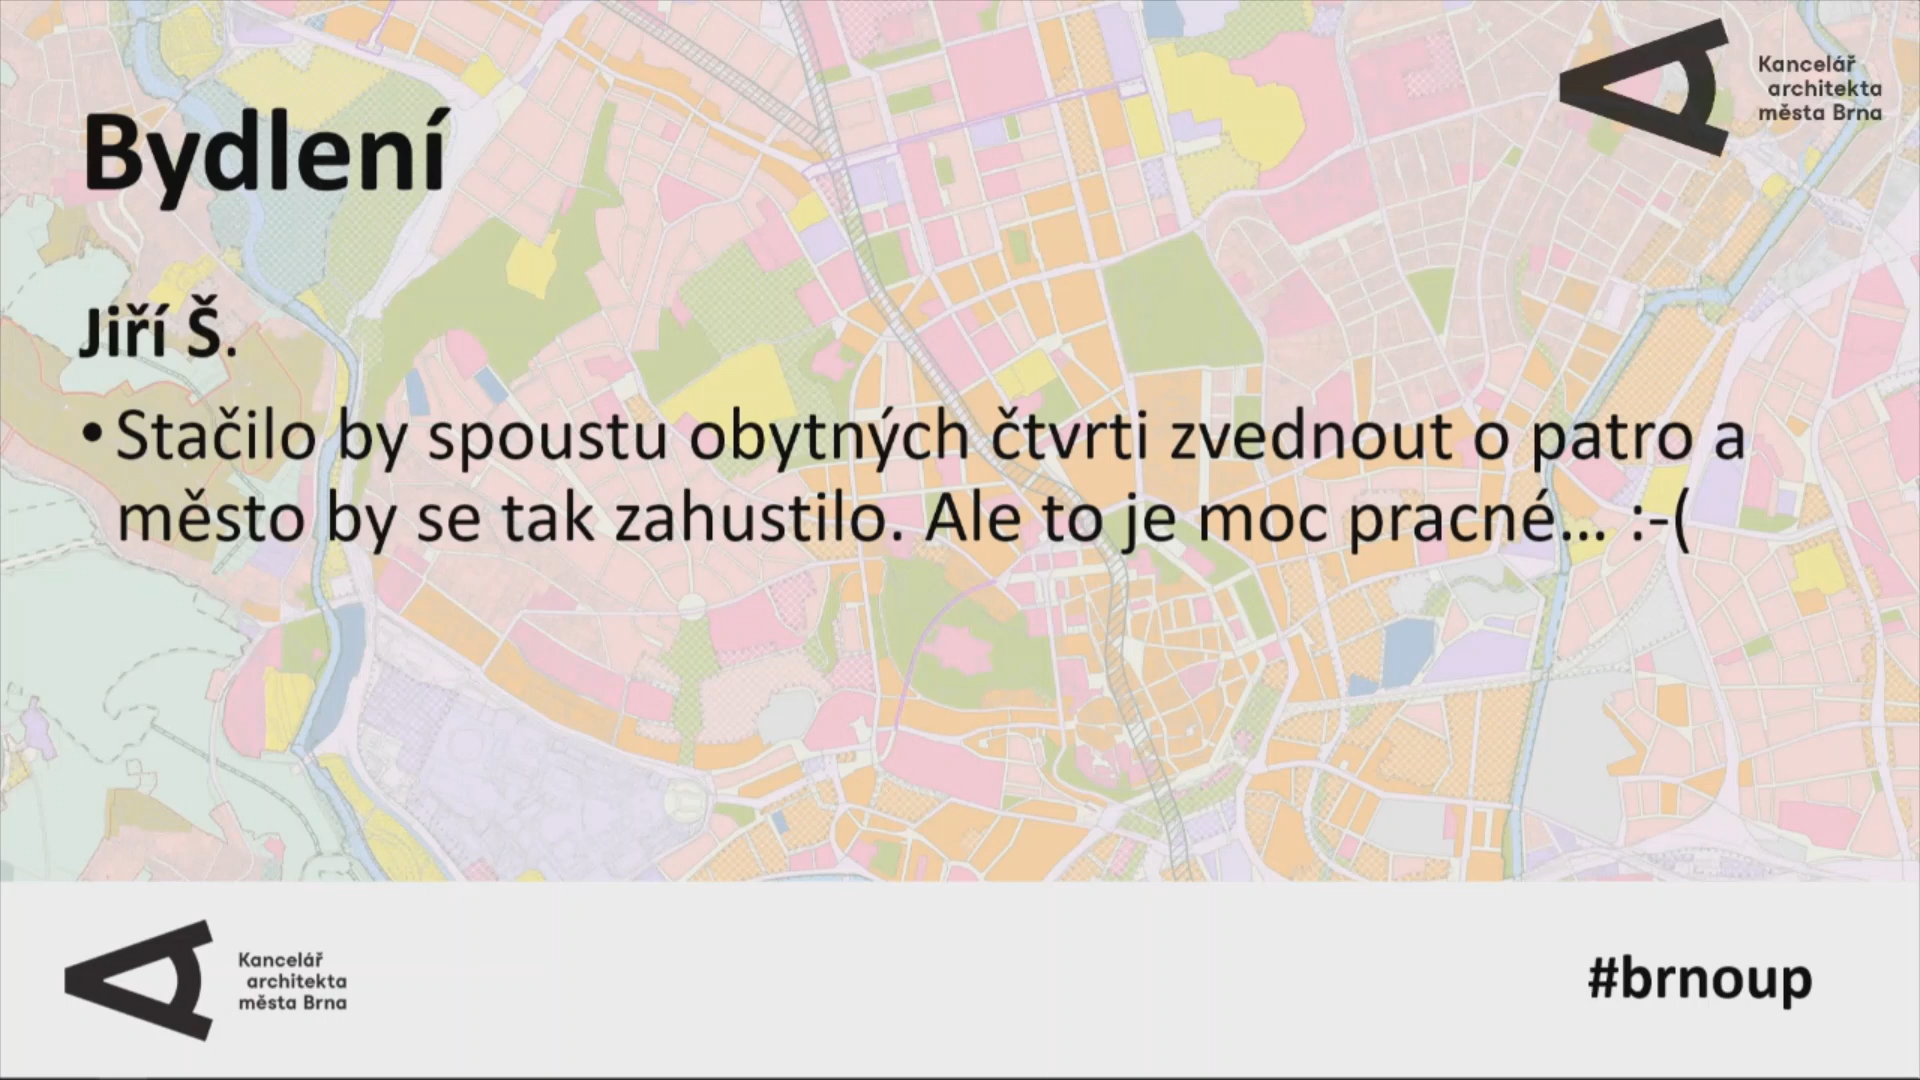 Kancelář
architekta
města Brna
Bydlení
Jiří Š.
• Stačilo by spoustu obytných čtvrti zvednout o patro a
město by se tak zahustilo. Ale to je moc pracné... :-(
Kancelář
architekta
města Brna
#brnoup